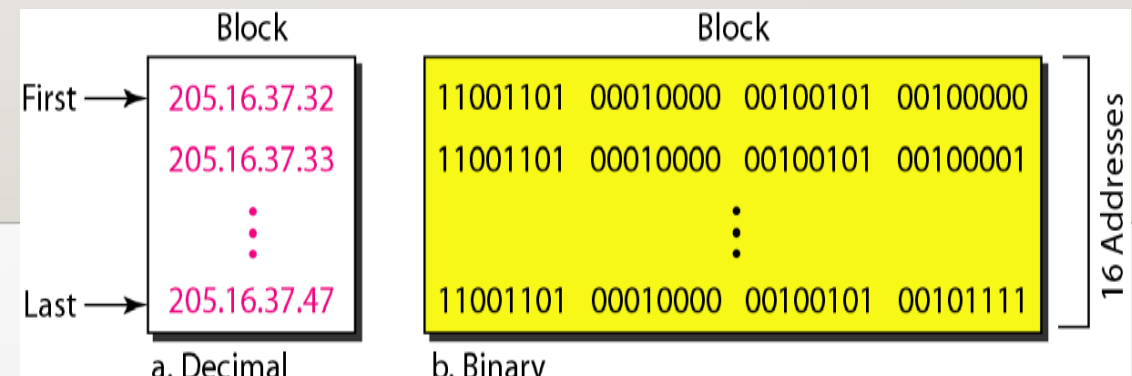 Block Block
First 205.16.37.32 11001101 00010000 00100101 00100000
205.16.37.33 11001101 00010000 00100101 00100001
Last 205.16.37.47 11001101 00010000 00100101 00101111
16 Addresses
a. Decimal b. Binary